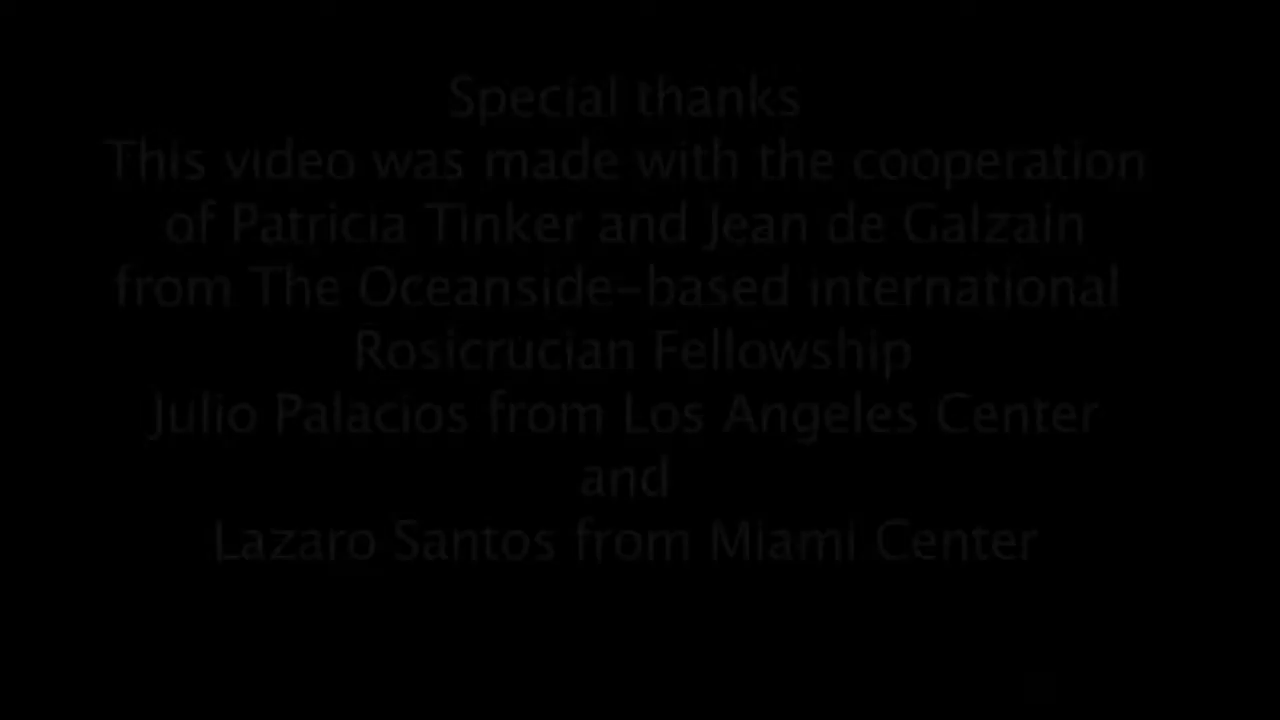 Special thanks
This video was made with the cooperation
of Patricia Tinker and Jean de Galzain
from The Oceanside-based international
Rosicrucian Fellowship
Julio Palacios from Los Angeles Center
and
Lazaro Santos from Miami Center